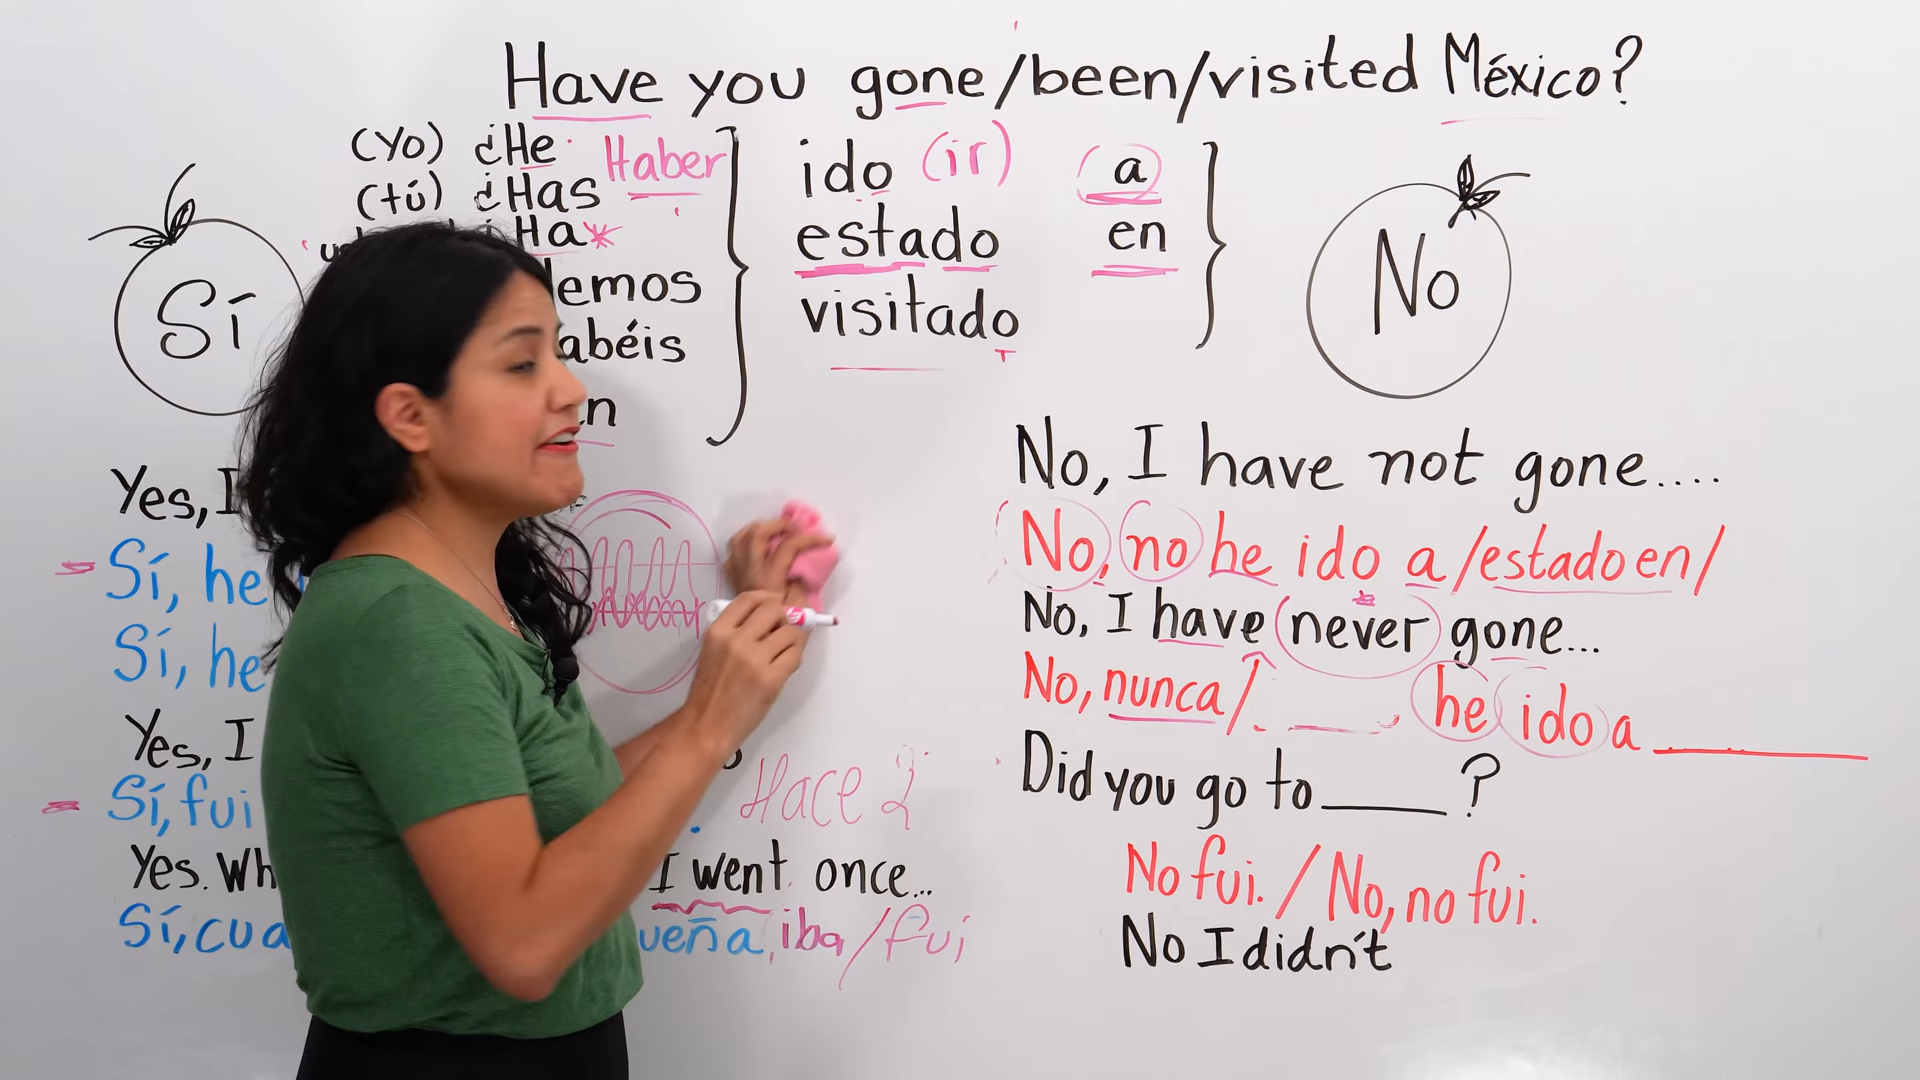 Have you gone/been/visited México?
(Yo) ¿He Haber
(tú) ¿Has
¿Ha*
emos
abéis
n
ido (ir) (a)
estado en
visitado
Sí
No
Yes, I
Sí, he
Sí, he
Yes, I
Sí, fui
Hace 2
Yes. Wh I went once...
Sí, cua ueña, iba/fui
No, I have not gone....
No, no he ido a/estado en/
No, I have never gone...
No, nunca/ he ido a ______
Did you go to _____?
No fui. / No, no fui.
No I didn't